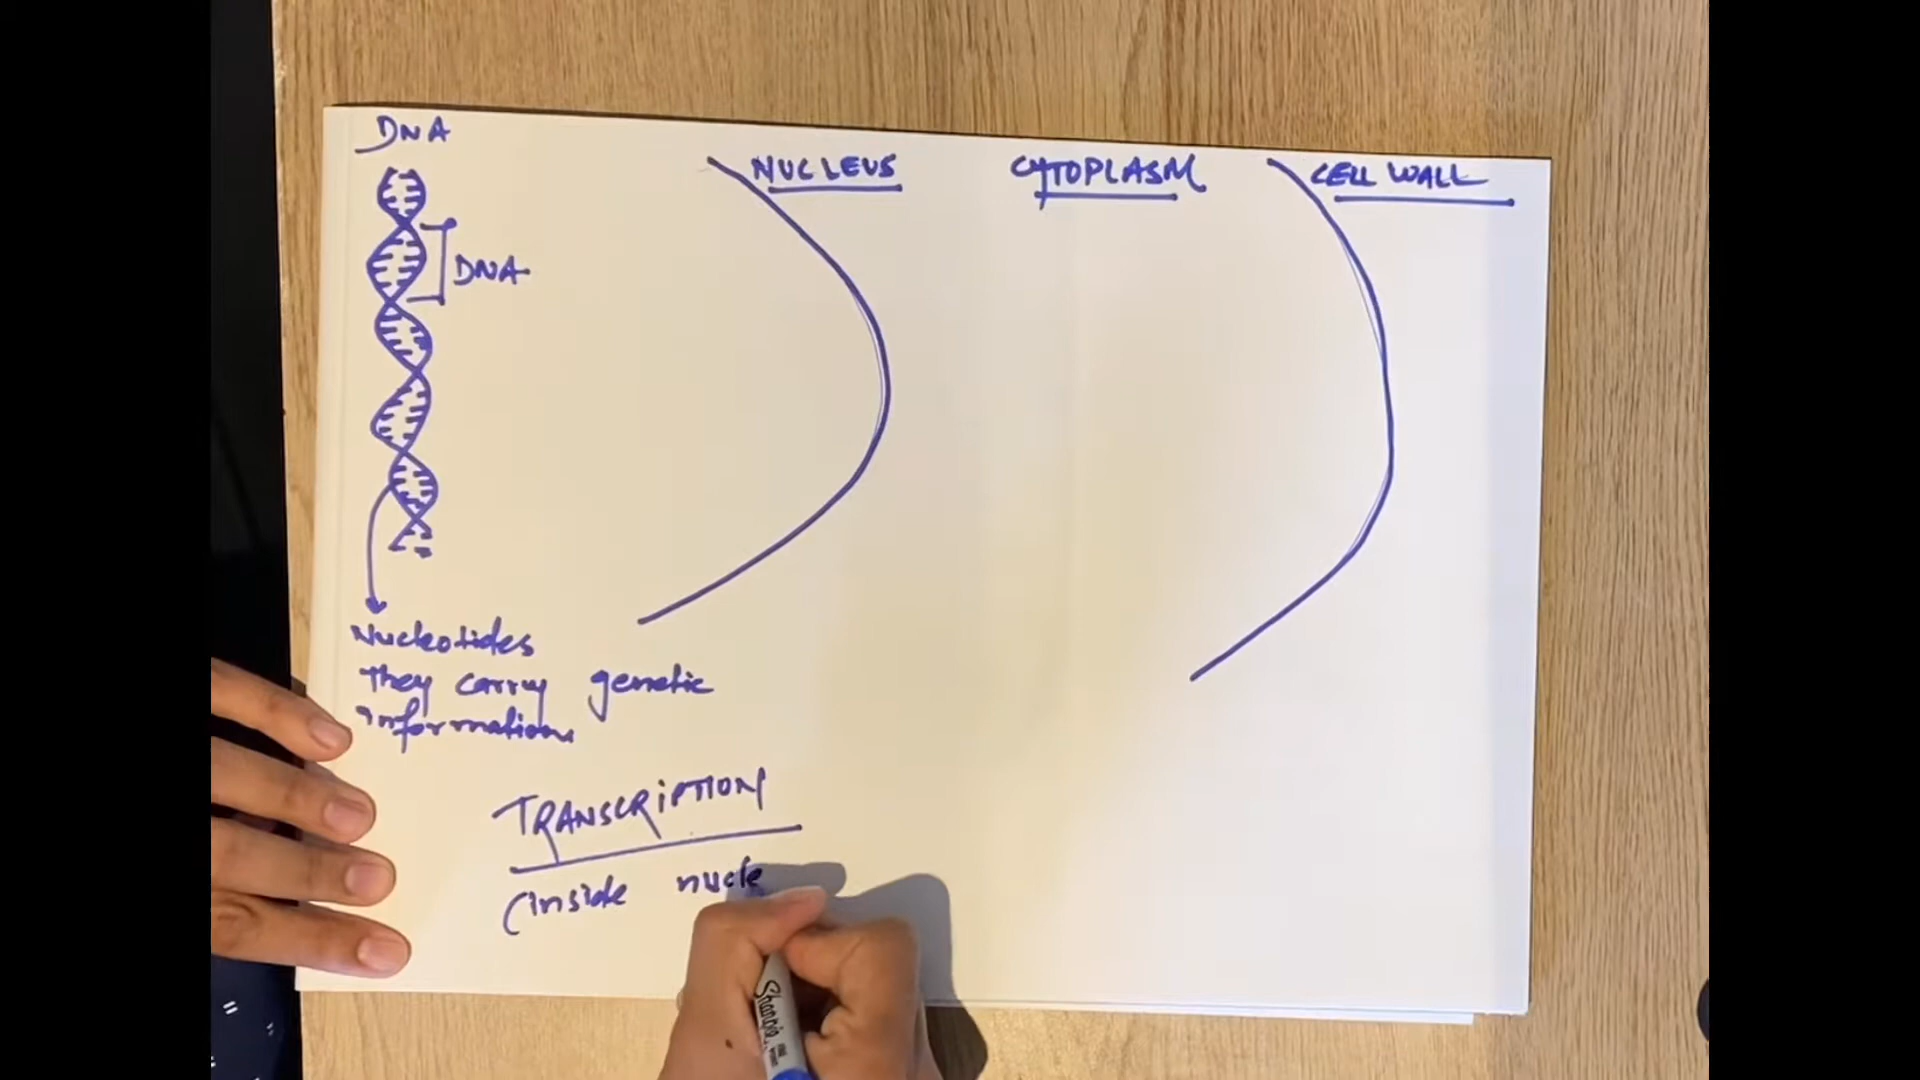 DNA
NUCLEUS
CYTOPLASM
CELL WALL
DNA
Nucleotides
They carry genetic
information
TRANSCRIPTION
(inside nucle
Sharpie